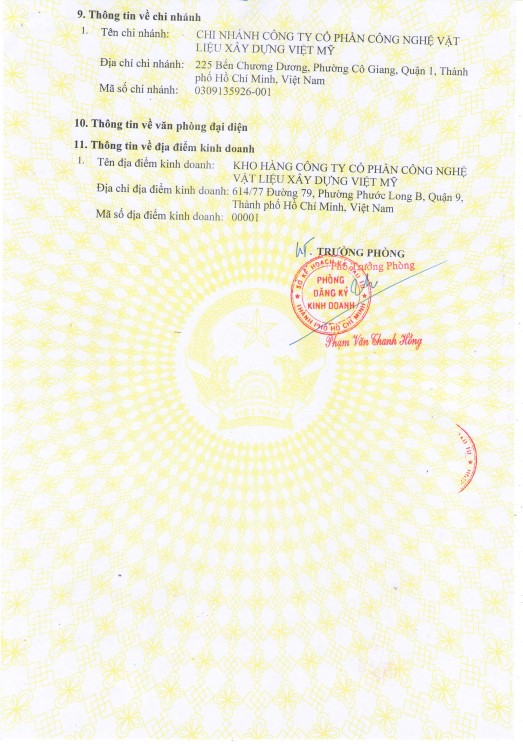 9. Thông tin về chi nhánh
1. Tên chi nhánh: CHI NHÁNH CÔNG TY CỔ PHẦN CÔNG NGHỆ VẬT
LIỆU XÂY DỰNG VIỆT MỸ
Địa chỉ chi nhánh: 225 Bến Chương Dương, Phường Cô Giang, Quận 1, Thành
phố Hồ Chí Minh, Việt Nam
Mã số chi nhánh: 0309135926-001
10. Thông tin về văn phòng đại diện
11. Thông tin về địa điểm kinh doanh
1. Tên địa điểm kinh doanh: KHO HÀNG CÔNG TY CỔ PHẦN CÔNG NGHỆ
VẬT LIỆU XÂY DỰNG VIỆT MỸ
Địa chỉ địa điểm kinh doanh: 614/77 Đường 79, Phường Phước Long B, Quận 9,
Thành phố Hồ Chí Minh, Việt Nam
Mã số địa điểm kinh doanh: 00001
TRƯỞNG PHÒNG
Phó Trưởng Phòng
SỞ KẾ HOẠCH VÀ ĐẦU
PHÒNG
ĐĂNG KÝ
KINH DOANH
THÀNH PHỐ HỒ CHÍ MINH
Phạm Văn Thanh Hồng